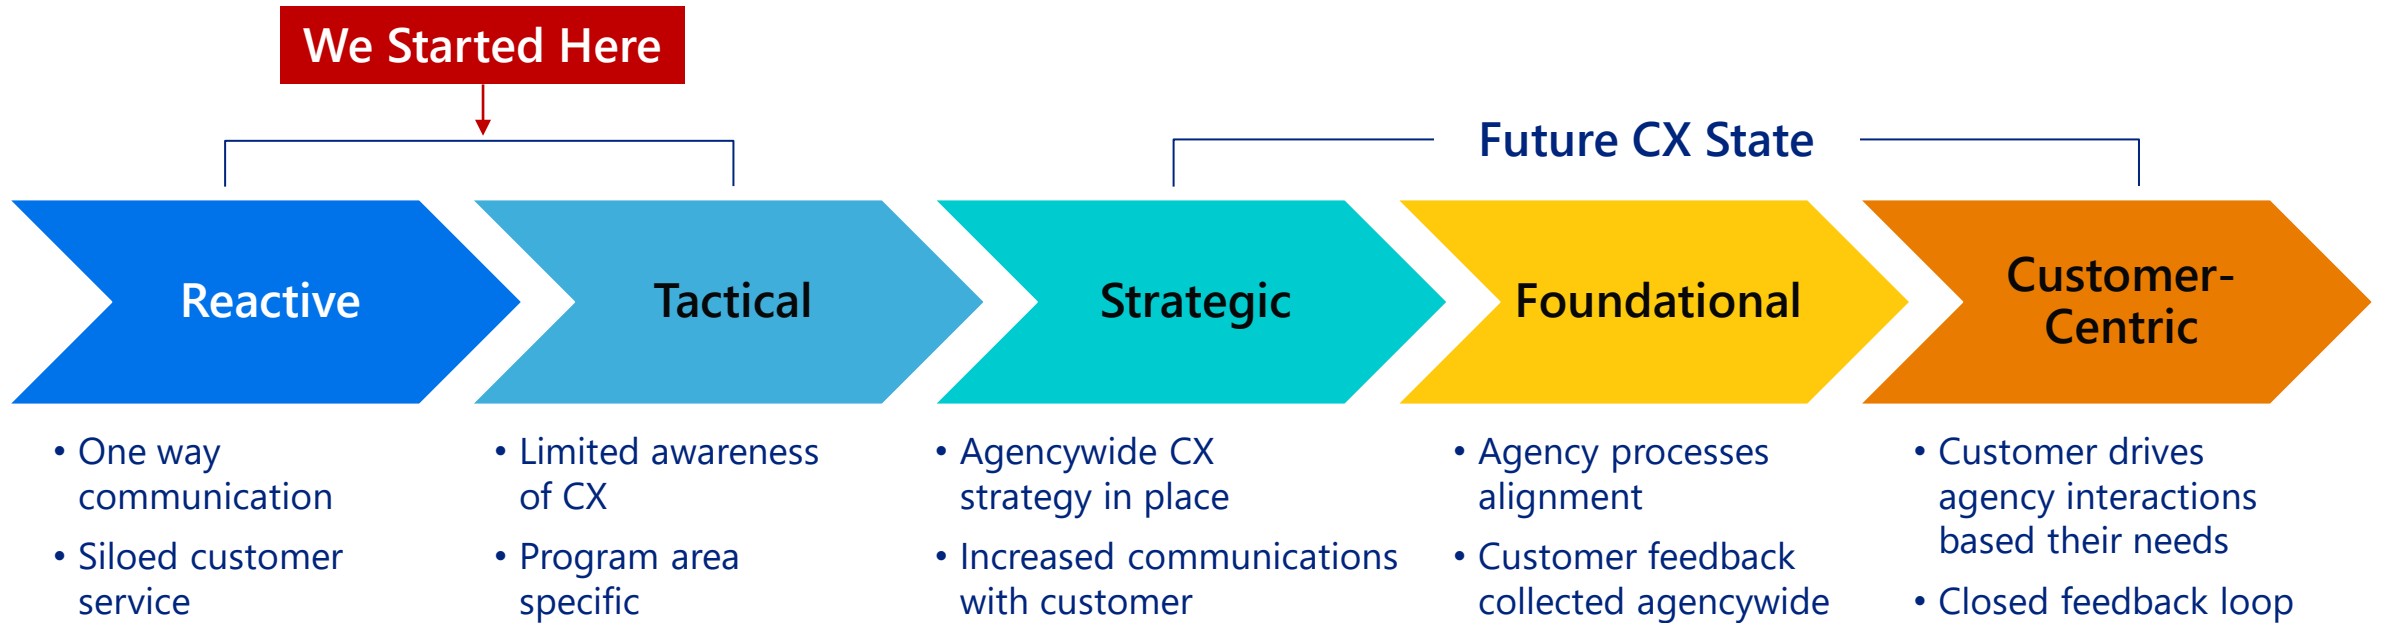 We Started Here
Future CX State
Reactive
Tactical
Strategic
Foundational
Customer-
Centric
• One way
communication
• Siloed customer
service
• Limited awareness
of CX
• Program area
specific
• Agencywide CX
strategy in place
• Increased communications
with customer
• Agency processes
alignment
• Customer feedback
collected agencywide
• Customer drives
agency interactions
based their needs
• Closed feedback loop